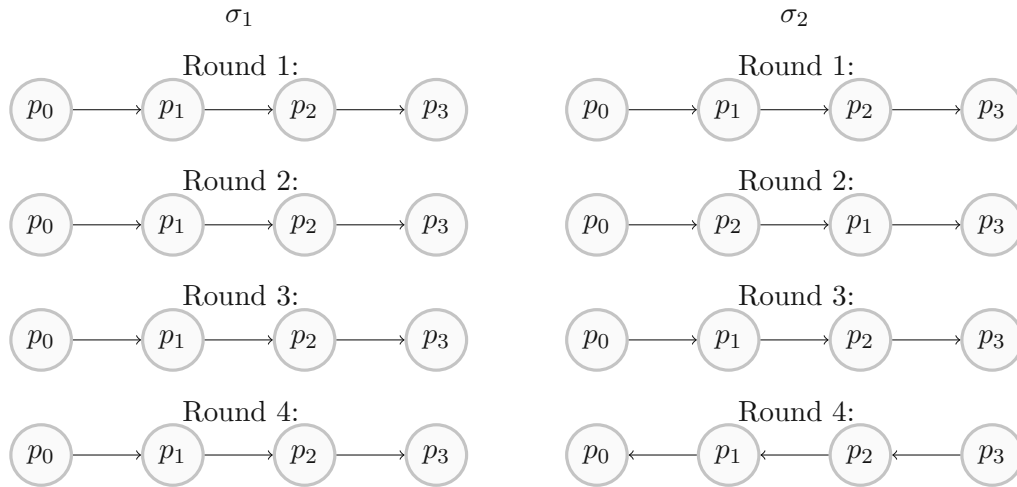 σ₁ σ₂
Round 1: Round 1:
p₀ p₁ p₂ p₃ p₀ p₁ p₂ p₃
Round 2: Round 2:
p₀ p₁ p₂ p₃ p₀ p₂ p₁ p₃
Round 3: Round 3:
p₀ p₁ p₂ p₃ p₀ p₁ p₂ p₃
Round 4: Round 4:
p₀ p₁ p₂ p₃ p₀ p₁ p₂ p₃